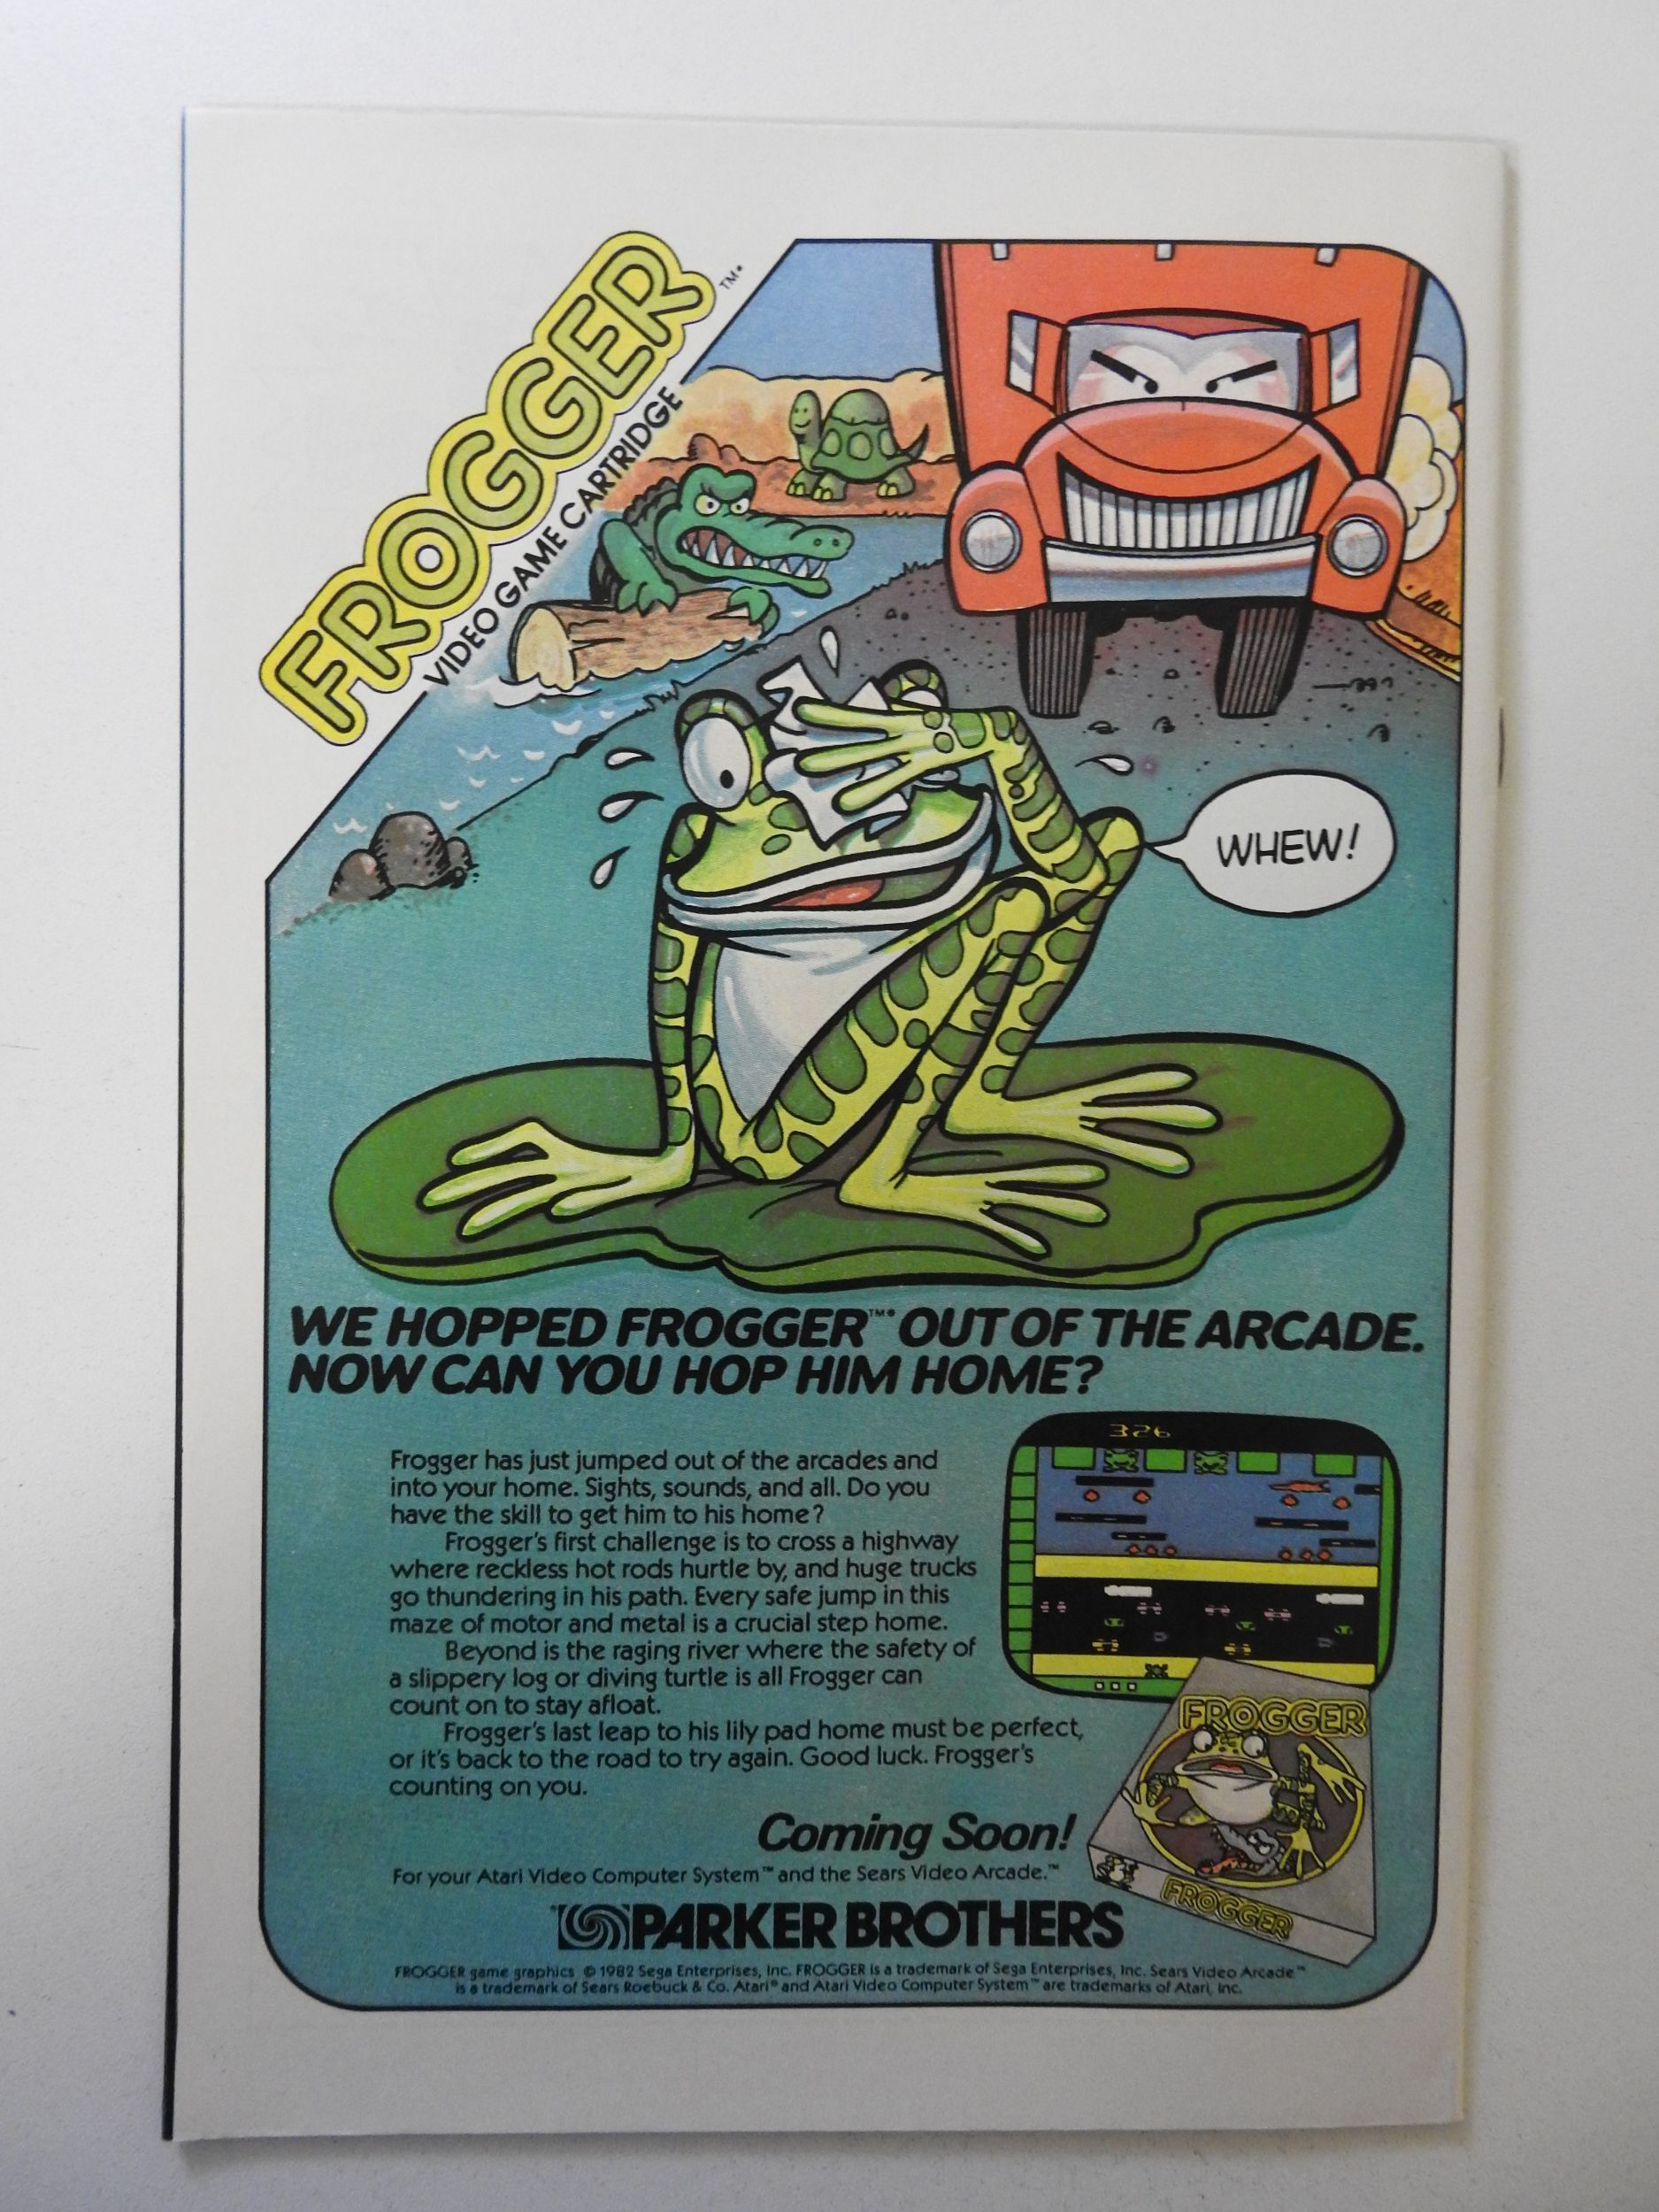 FROGGER™•
VIDEO GAME CARTRIDGE
WHEW!
WE HOPPED FROGGER™• OUT OF THE ARCADE.
NOW CAN YOU HOP HIM HOME?
Frogger has just jumped out of the arcades and
into your home. Sights, sounds, and all. Do you
have the skill to get him to his home?
Frogger's first challenge is to cross a highway
where reckless hot rods hurtle by, and huge trucks
go thundering in his path. Every safe jump in this
maze of motor and metal is a crucial step home.
Beyond is the raging river where the safety of
a slippery log or diving turtle is all Frogger can
count on to stay afloat.
Frogger's last leap to his lily pad home must be perfect,
or it's back to the road to try again. Good luck. Frogger's
counting on you.
326
FROGGER
FROGGER
Coming Soon!
For your Atari Video Computer System™ and the Sears Video Arcade.™
PARKER BROTHERS
FROGGER game graphics © 1982 Sega Enterprises, Inc. FROGGER is a trademark of Sega Enterprises, Inc. Sears Video Arcade™
is a trademark of Sears Roebuck & Co. Atari® and Atari Video Computer System™ are trademarks of Atari, Inc.